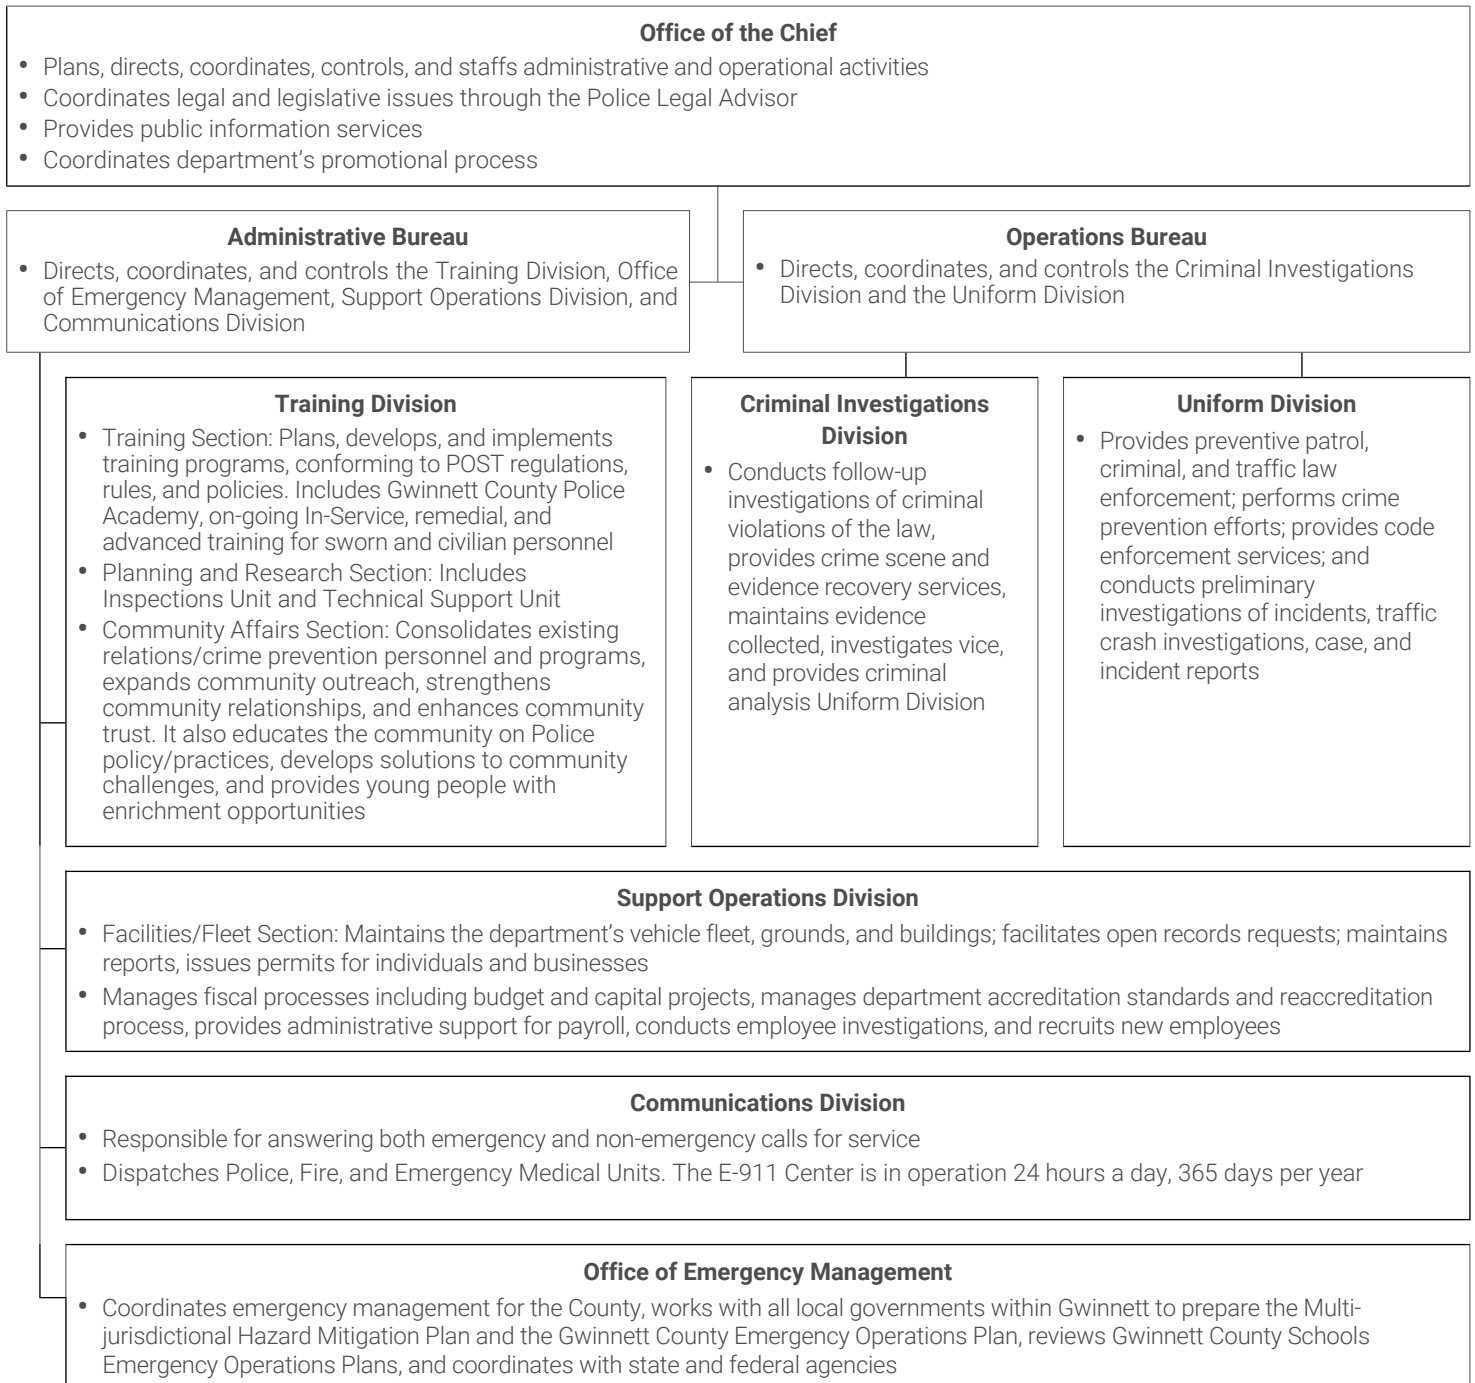 Office of the Chief
• Plans, directs, coordinates, controls, and staffs administrative and operational activities
• Coordinates legal and legislative issues through the Police Legal Advisor
• Provides public information services
• Coordinates department's promotional process
Administrative Bureau
• Directs, coordinates, and controls the Training Division, Office
of Emergency Management, Support Operations Division, and
Communications Division
Operations Bureau
• Directs, coordinates, and controls the Criminal Investigations
Division and the Uniform Division
Training Division
• Training Section: Plans, develops, and implements
training programs, conforming to POST regulations,
rules, and policies. Includes Gwinnett County Police
Academy, on-going In-Service, remedial, and
advanced training for sworn and civilian personnel
• Planning and Research Section: Includes
Inspections Unit and Technical Support Unit
• Community Affairs Section: Consolidates existing
relations/crime prevention personnel and programs,
expands community outreach, strengthens
community relationships, and enhances community
trust. It also educates the community on Police
policy/practices, develops solutions to community
challenges, and provides young people with
enrichment opportunities
Criminal Investigations
Division
• Conducts follow-up
investigations of criminal
violations of the law,
provides crime scene and
evidence recovery services,
maintains evidence
collected, investigates vice,
and provides criminal
analysis Uniform Division
Uniform Division
• Provides preventive patrol,
criminal, and traffic law
enforcement; performs crime
prevention efforts; provides code
enforcement services; and
conducts preliminary
investigations of incidents, traffic
crash investigations, case, and
incident reports
Support Operations Division
• Facilities/Fleet Section: Maintains the department's vehicle fleet, grounds, and buildings; facilitates open records requests; maintains
reports, issues permits for individuals and businesses
• Manages fiscal processes including budget and capital projects, manages department accreditation standards and reaccreditation
process, provides administrative support for payroll, conducts employee investigations, and recruits new employees
Communications Division
• Responsible for answering both emergency and non-emergency calls for service
• Dispatches Police, Fire, and Emergency Medical Units. The E-911 Center is in operation 24 hours a day, 365 days per year
Office of Emergency Management
• Coordinates emergency management for the County, works with all local governments within Gwinnett to prepare the Multi-
jurisdictional Hazard Mitigation Plan and the Gwinnett County Emergency Operations Plan, reviews Gwinnett County Schools
Emergency Operations Plans, and coordinates with state and federal agencies